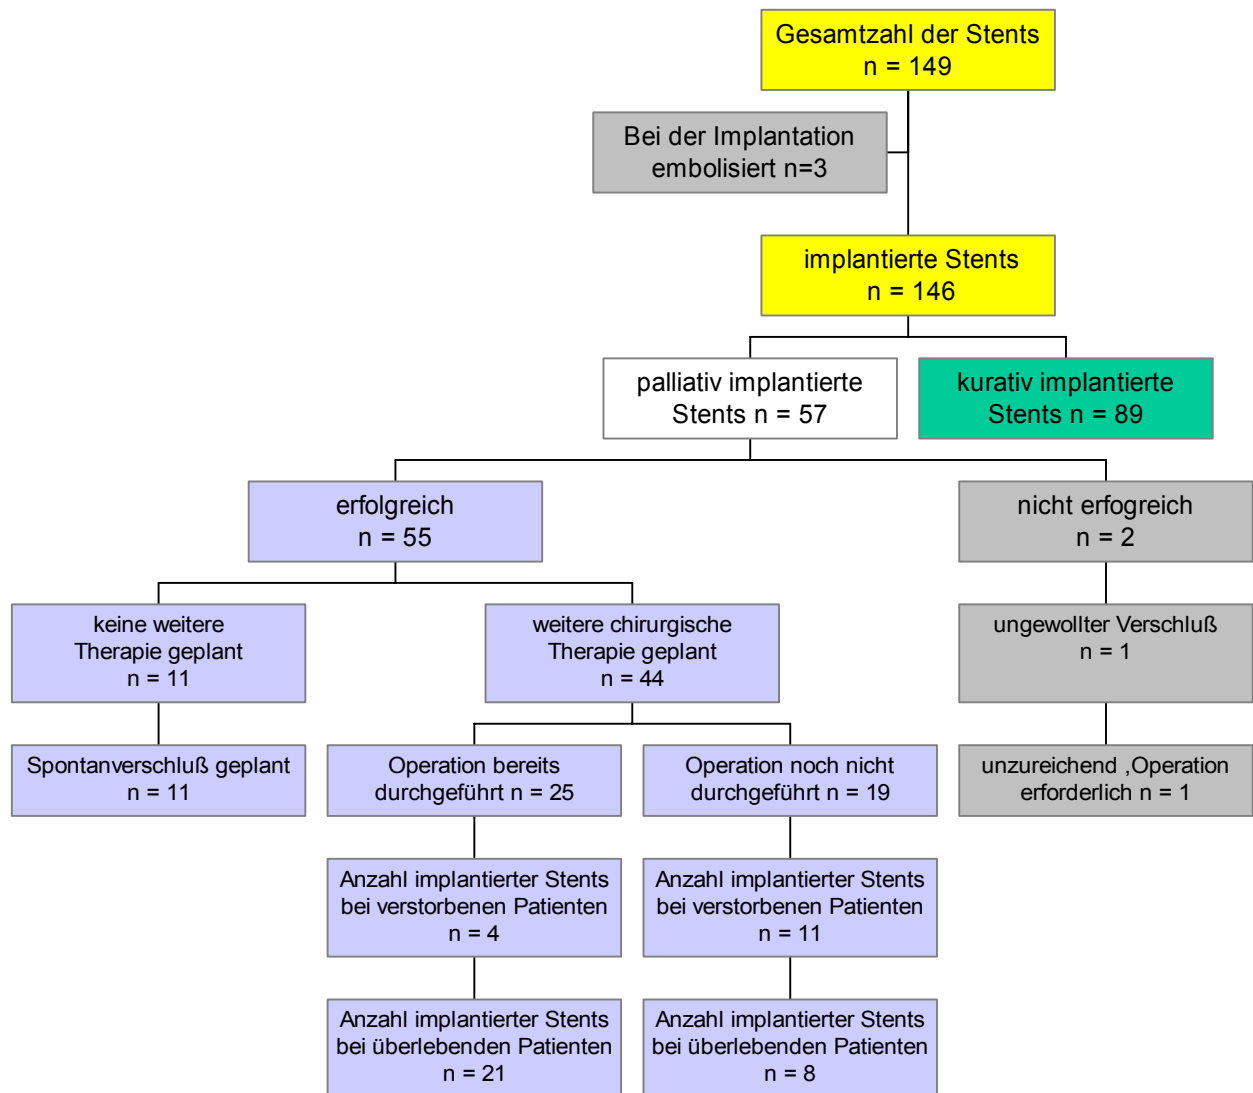 Gesamtzahl der Stents
n = 149
Bei der Implantation
embolisiert n=3
implantierte Stents
n = 146
palliativ implantierte
Stents n = 57
kurativ implantierte
Stents n = 89
erfolgreich
n = 55
nicht erfogreich
n = 2
keine weitere
Therapie geplant
n = 11
weitere chirurgische
Therapie geplant
n = 44
ungewollter Verschluß
n = 1
Spontanverschluß geplant
n = 11
Operation bereits
durchgeführt n = 25
Operation noch nicht
durchgeführt n = 19
unzureichend ,Operation
erforderlich n = 1
Anzahl implantierter Stents
bei verstorbenen Patienten
n = 4
Anzahl implantierter Stents
bei verstorbenen Patienten
n = 11
Anzahl implantierter Stents
bei überlebenden Patienten
n = 21
Anzahl implantierter Stents
bei überlebenden Patienten
n = 8